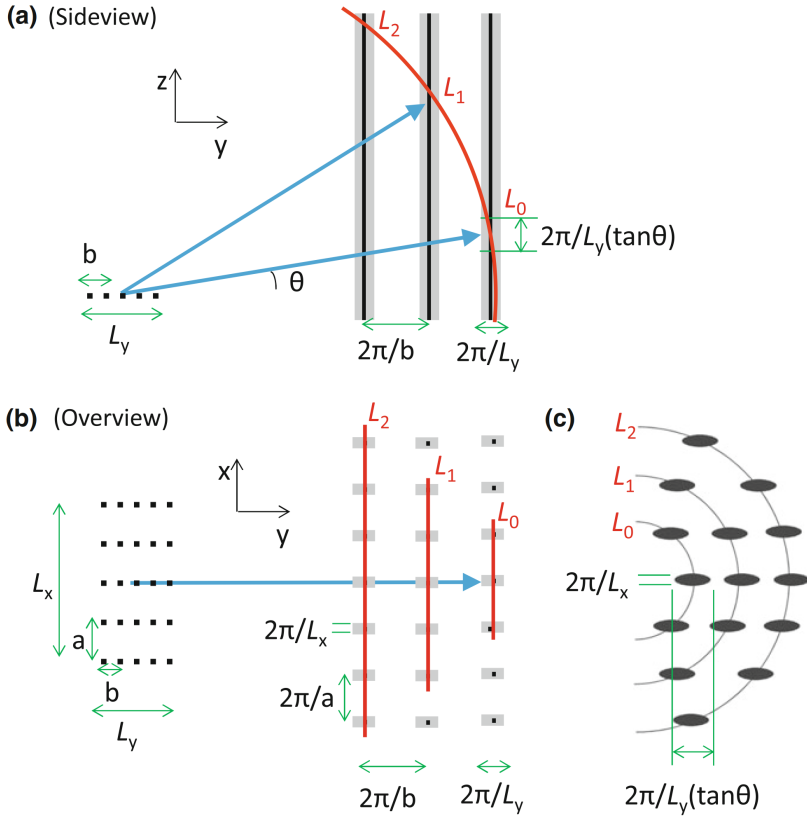 (a) (Sideview)
z
y
L2
L1
L0
2π/Ly(tanθ)
b
θ
Ly
2π/b
2π/Ly
(b) (Overview)
x
y
L2
L1
L0
Lx
a
b
Ly
2π/Lx
2π/a
2π/b
2π/Ly
(c)
L2
L1
L0
2π/Lx
2π/Ly(tanθ)